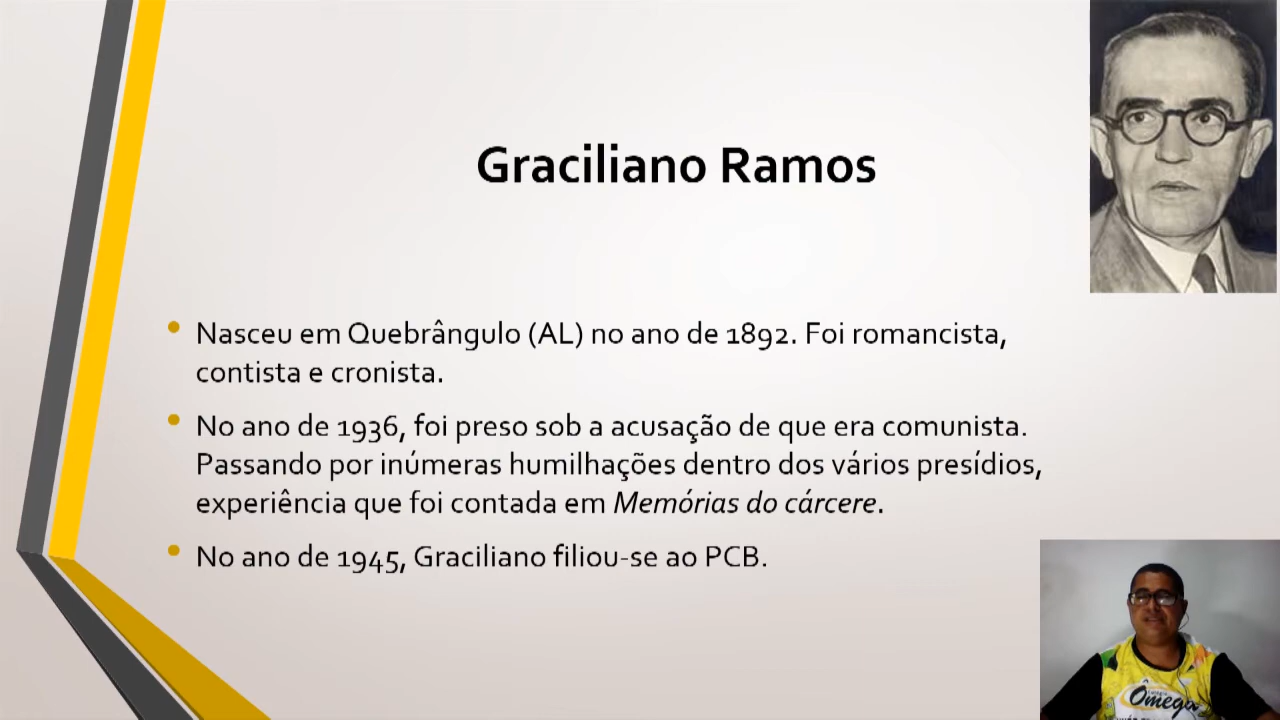 Graciliano Ramos
• Nasceu em Quebrângulo (AL) no ano de 1892. Foi romancista,
contista e cronista.
• No ano de 1936, foi preso sob a acusação de que era comunista.
Passando por inúmeras humilhações dentro dos vários presídios,
experiência que foi contada em Memórias do cárcere.
• No ano de 1945, Graciliano filiou-se ao PCB.
Ômega